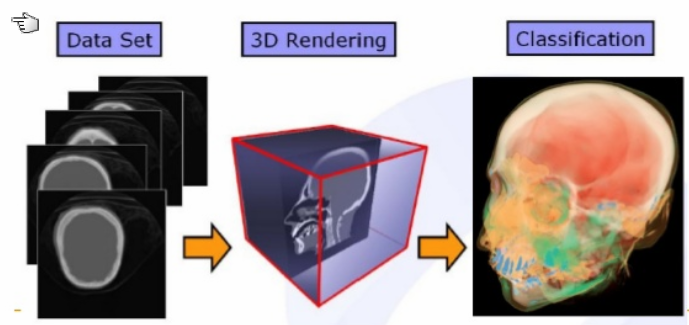 Data Set
3D Rendering
Classification